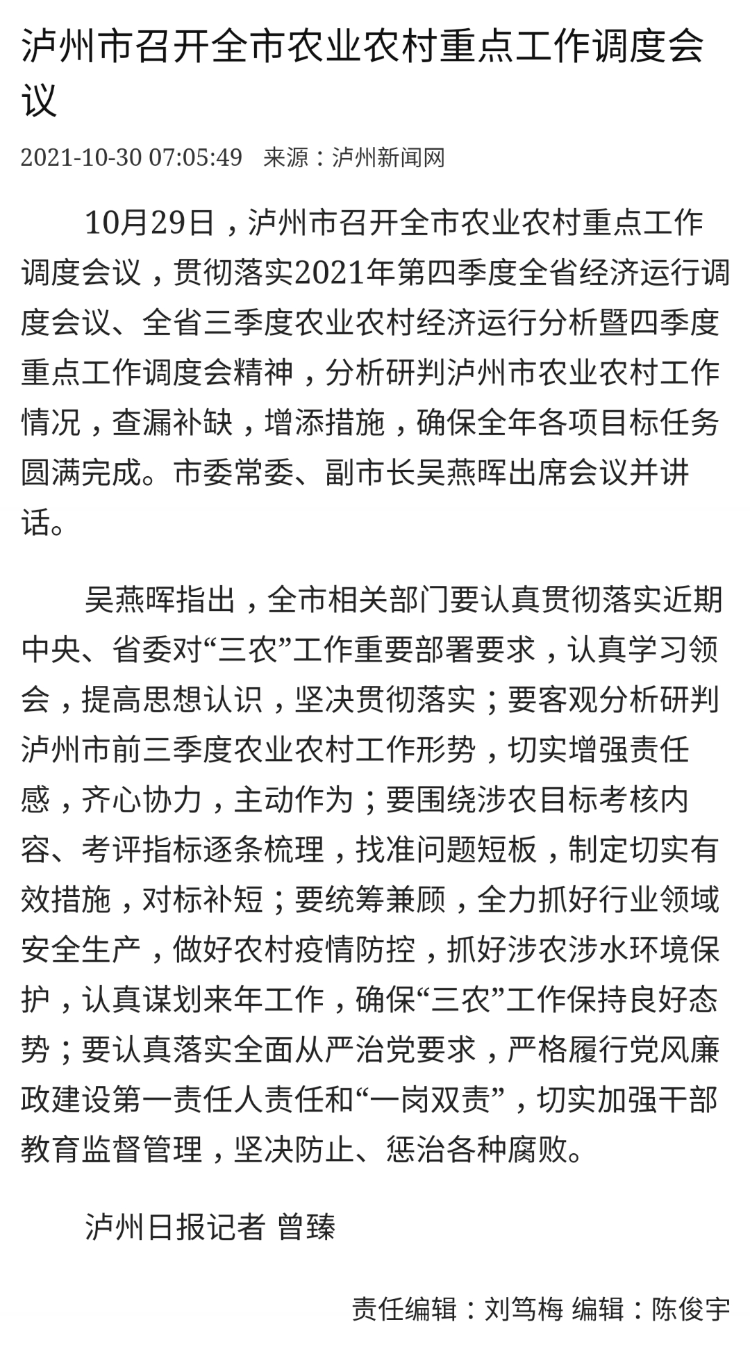 泸州市召开全市农业农村重点工作调度会
议
2021-10-30 07:05:49 来源：泸州新闻网
10月29日，泸州市召开全市农业农村重点工作
调度会议，贯彻落实2021年第四季度全省经济运行调
度会议、全省三季度农业农村经济运行分析暨四季度
重点工作调度会精神，分析研判泸州市农业农村工作
情况，查漏补缺，增添措施，确保全年各项目标任务
圆满完成。市委常委、副市长吴燕晖出席会议并讲
话。
吴燕晖指出，全市相关部门要认真贯彻落实近期
中央、省委对“三农”工作重要部署要求，认真学习领
会，提高思想认识，坚决贯彻落实；要客观分析研判
泸州市前三季度农业农村工作形势，切实增强责任
感，齐心协力，主动作为；要围绕涉农目标考核内
容、考评指标逐条梳理，找准问题短板，制定切实有
效措施，对标补短；要统筹兼顾，全力抓好行业领域
安全生产，做好农村疫情防控，抓好涉农涉水环境保
护，认真谋划来年工作，确保“三农”工作保持良好态
势；要认真落实全面从严治党要求，严格履行党风廉
政建设第一责任人责任和“一岗双责”，切实加强干部
教育监督管理，坚决防止、惩治各种腐败。
泸州日报记者 曾臻
责任编辑：刘笃梅 编辑：陈俊宇